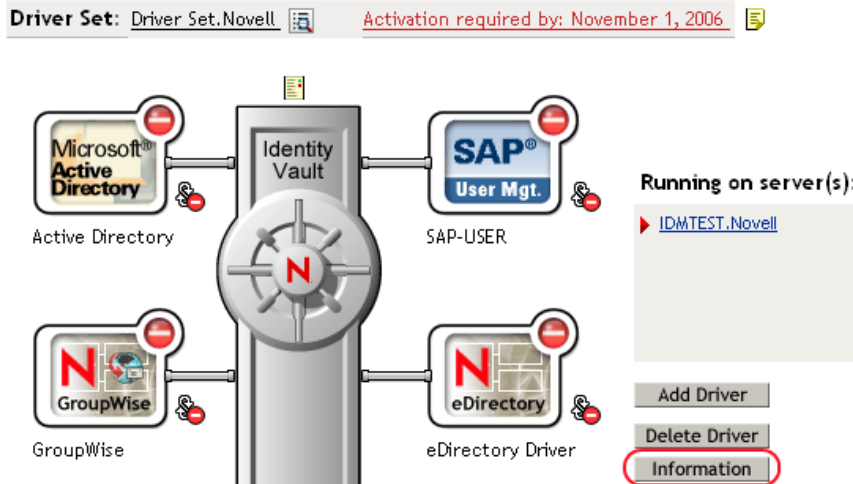 Driver Set: Driver Set.Novell Activation required by: November 1, 2006
Microsoft®
Active
Directory
Active Directory
Identity
Vault
N
SAP®
User Mgt.
SAP-USER
Running on server(s):
IDMTEST.Novell
N
GroupWise
GroupWise
N
eDirectory
eDirectory Driver
Add Driver
Delete Driver
Information